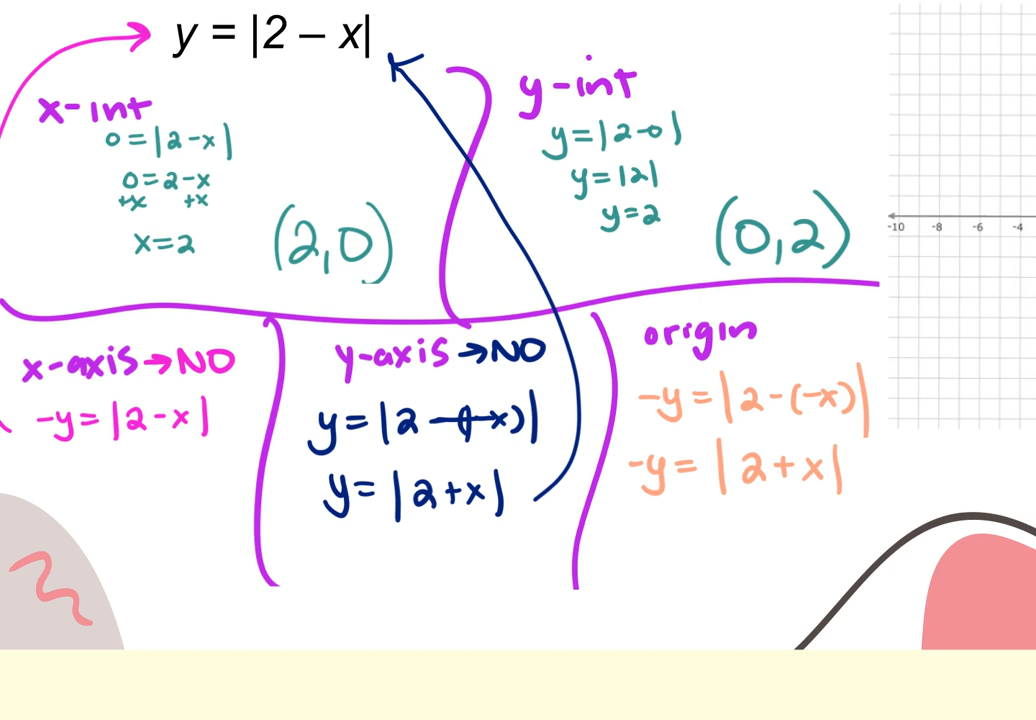 y = |2 – x|
x-int
0 = |2-x|
0=2-x
+x +x
x=2
(2,0)
y-int
y=|2-0|
y=|2|
y=2
(0,2)
-10 -8 -6 -4
x-axis→NO
-y=|2-x|
y-axis→NO
y=|2-(-x)|
y=|2+x|
origin
-y=|2-(-x)|
-y=|2+x|